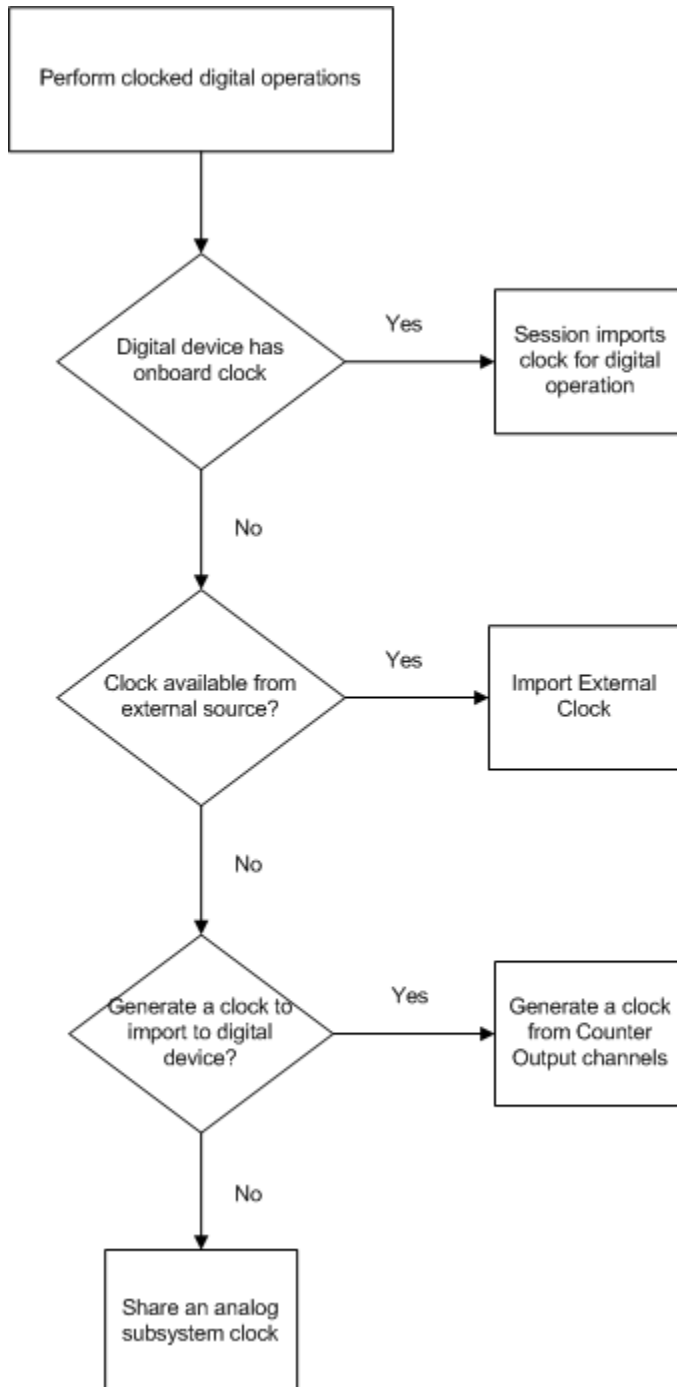 Perform clocked digital operations
Digital device has
onboard clock
Yes
Session imports
clock for digital
operation
No
Clock available from
external source?
Yes
Import External
Clock
No
Generate a clock to
import to digital
device?
Yes
Generate a clock
from Counter
Output channels
No
Share an analog
subsystem clock